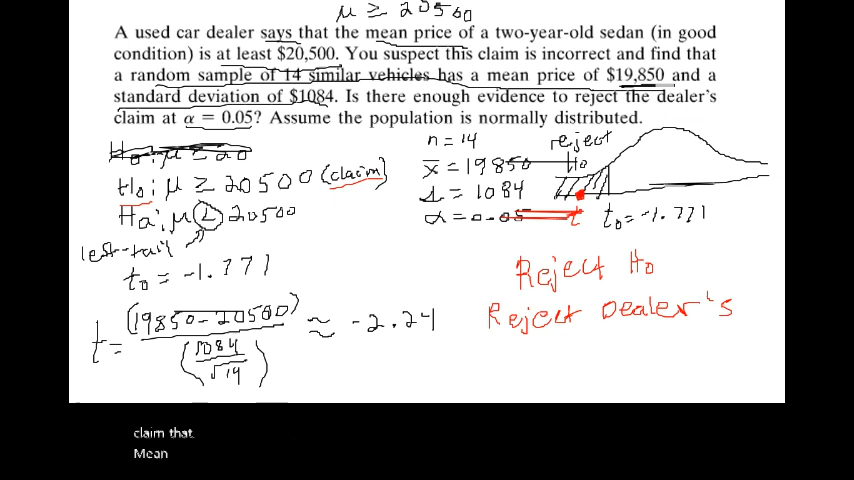 μ ≥ 20500
A used car dealer says that the mean price of a two-year-old sedan (in good
condition) is at least $20,500. You suspect this claim is incorrect and find that
a random sample of 14 similar vehicles has a mean price of $19,850 and a
standard deviation of $1084. Is there enough evidence to reject the dealer's
claim at α = 0.05? Assume the population is normally distributed.
H₀: μ ≥ 20
H₀: μ ≥ 20500 (claim)
Ha: μ < 20500
left-tail
t₀ = -1.771
t = (19850 - 20500) / (1084 / √14) ≈ -2.24
n = 14
x̄ = 19850
s = 1084
α = 0.05
reject
H₀
t
t₀ = -1.771
Reject H₀
Reject Dealer's
claim that
Mean